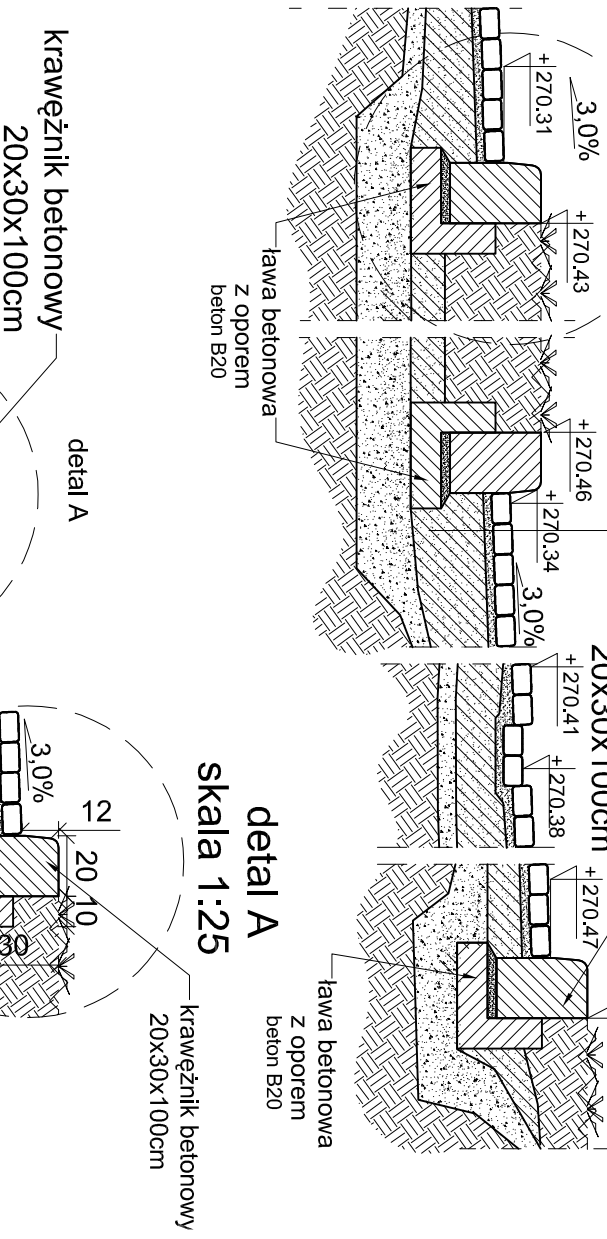 3,0%
+ 270.31
+ 270.43
+ 270.46
+ 270.34
3,0%
20x30x100cm
+ 270.41
+ 270.38
+ 270.47
ława betonowa
z oporem
beton B20
krawężnik betonowy
20x30x100cm
detal A
detal A
skala 1:25
ława betonowa
z oporem
beton B20
3,0%
12
20
10
30
krawężnik betonowy
20x30x100cm